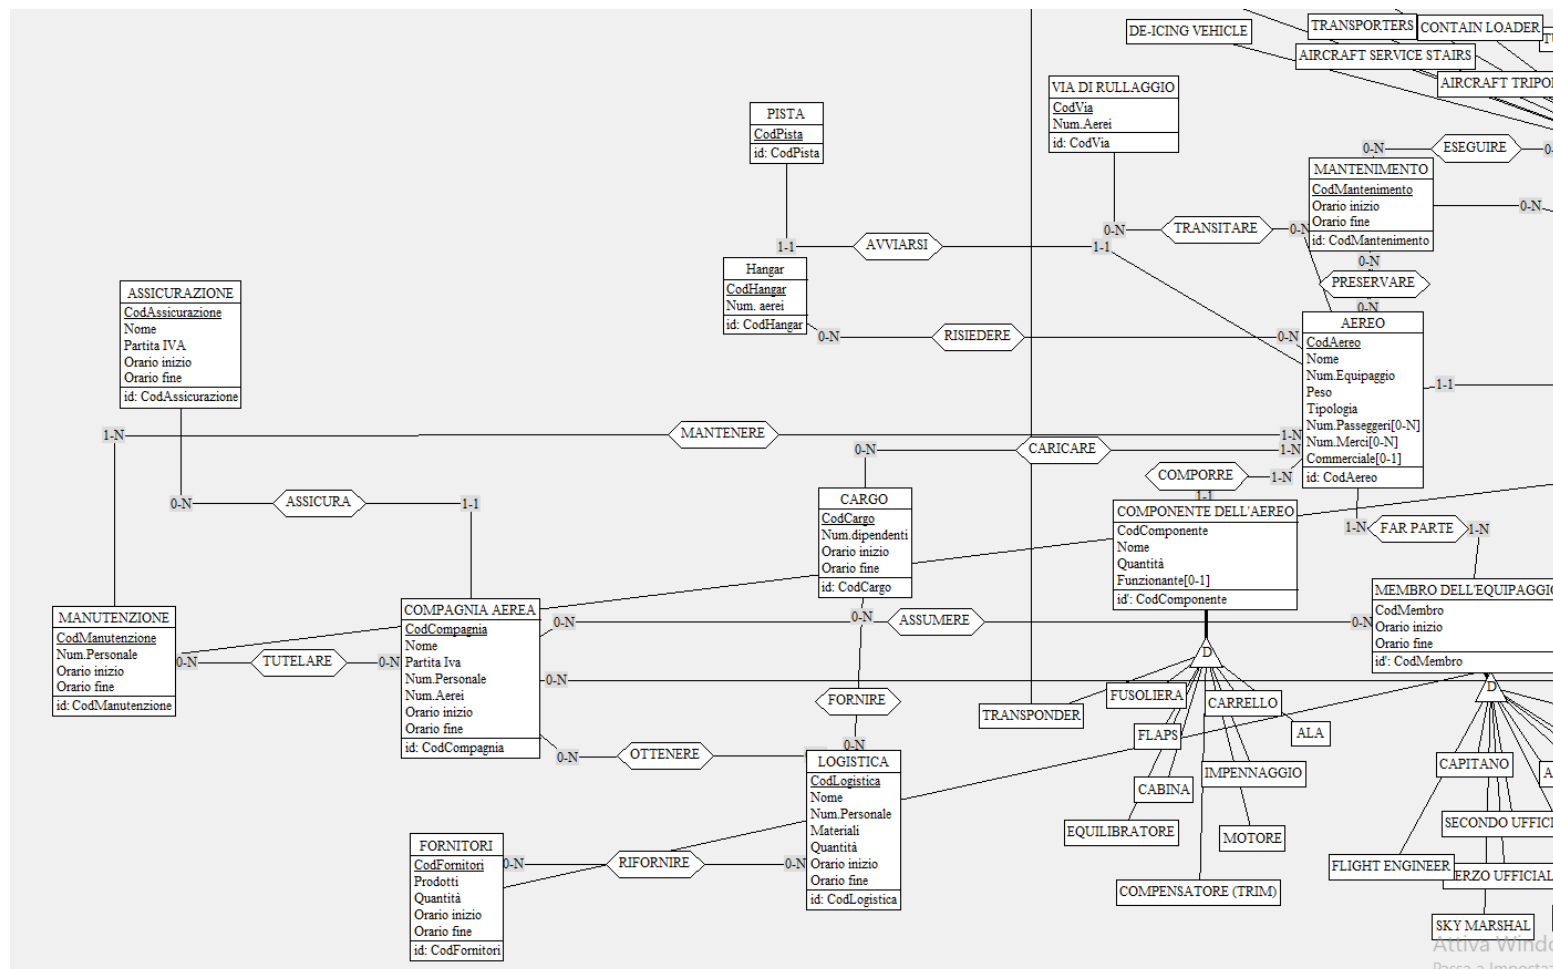 TRANSPORTERS
CONTAIN LOADER
DE-ICING VEHICLE
AIRCRAFT SERVICE STAIRS
AIRCRAFT TRIPO
VIA DI RULLAGGIO
CodVia
Num.Aerei
id: CodVia
PISTA
CodPista
id: CodPista
0-N
ESEGUIRE
0-
MANTENIMENTO
CodMantenimento
Orario inizio
Orario fine
id: CodMantenimento
0-N
0-N
TRANSITARE
0-N
1-1
AVVIARSI
1-1
0-N
PRESERVARE
0-N
Hangar
CodHangar
Num. aerei
id: CodHangar
0-N
RISIEDERE
0-N
AEREO
CodAereo
Nome
Num.Equipaggio
Peso
Tipologia
Num.Passeggeri[0-N]
Num.Merci[0-N]
Commerciale[0-1]
id: CodAereo
1-1
ASSICURAZIONE
CodAssicurazione
Nome
Partita IVA
Orario inizio
Orario fine
id: CodAssicurazione
1-N
MANTENERE
1-N
0-N
CARICARE
1-N
COMPORRE
1-N
1-1
0-N
ASSICURA
1-1
CARGO
CodCargo
Num.dipendenti
Orario inizio
Orario fine
id: CodCargo
COMPONENTE DELL'AEREO
CodComponente
Nome
Quantità
Funzionante[0-1]
id': CodComponente
1-N
FAR PARTE
1-N
MEMBRO DELL'EQUIPAGGIO
CodMembro
Orario inizio
Orario fine
id': CodMembro
MANUTENZIONE
CodManutenzione
Num.Personale
Orario inizio
Orario fine
id: CodManutenzione
0-N
TUTELARE
0-N
COMPAGNIA AEREA
CodCompagnia
Nome
Partita Iva
Num.Personale
Num.Aerei
Orario inizio
Orario fine
id: CodCompagnia
0-N
0-N
ASSUMERE
0-N
0-N
FORNIRE
0-N
0-N
OTTENERE
LOGISTICA
CodLogistica
Nome
Num.Personale
Materiali
Quantità
Orario inizio
Orario fine
id: CodLogistica
FORNITORI
CodFornitori
Prodotti
Quantità
Orario inizio
Orario fine
id: CodFornitori
0-N
RIFORNIRE
0-N
D
TRANSPONDER
FUSOLIERA
CARRELLO
FLAPS
ALA
IMPENNAGGIO
CABINA
EQUILIBRATORE
MOTORE
COMPENSATORE (TRIM)
D
CAPITANO
A
SECONDO UFFICI
FLIGHT ENGINEER
ERZO UFFICIAL
SKY MARSHAL
Attiva Windo